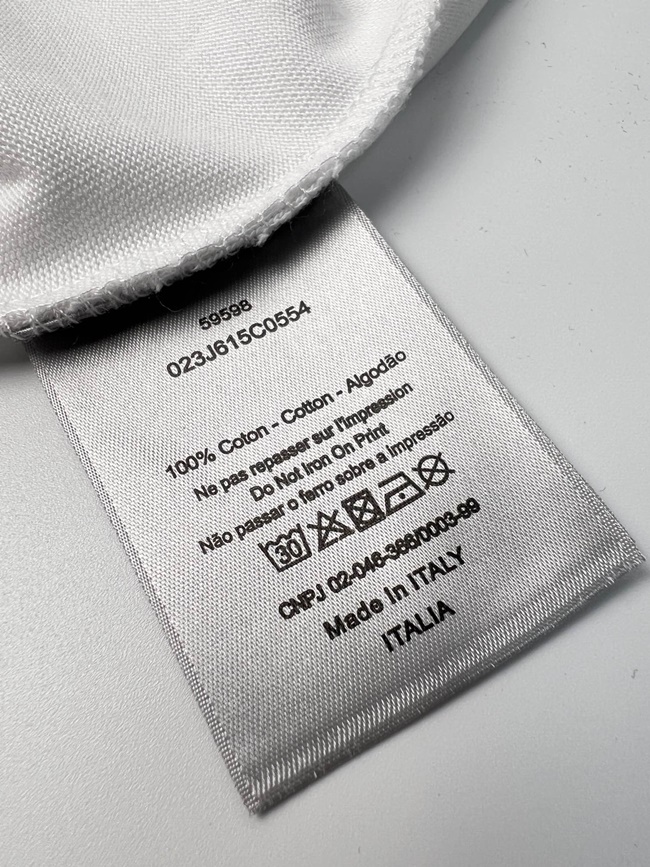 59598
023J615C0554
100% Coton - Cotton - Algodão
Ne pas repasser sur l'impression
Do Not Iron On Print
Não passar o ferro sobre a impressão
30
CNPJ 02-046-366/0003-99
Made In ITALY
ITALIA